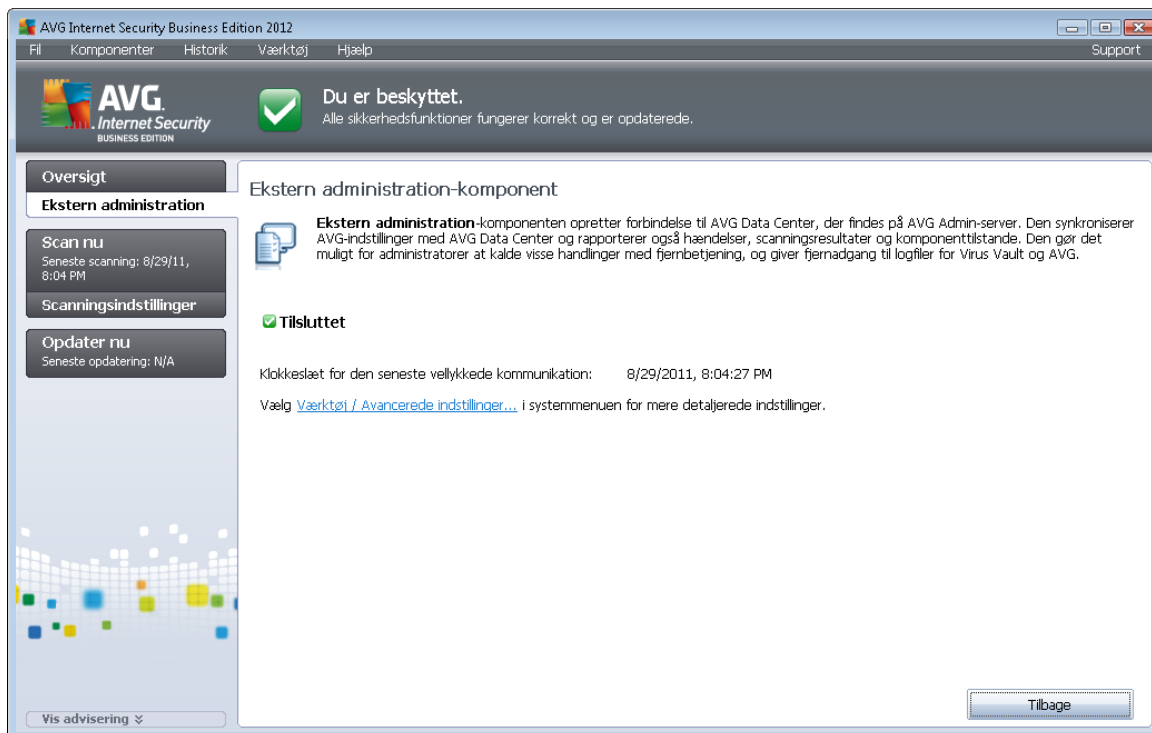 AVG Internet Security Business Edition 2012
Fil Komponenter Historik Værktøj Hjælp Support
AVG.
Internet Security
BUSINESS EDITION
Du er beskyttet.
Alle sikkerhedsfunktioner fungerer korrekt og er opdaterede.
Oversigt
Ekstern administration
Scan nu
Seneste scanning: 8/29/11,
8:04 PM
Scanningsindstillinger
Opdater nu
Seneste opdatering: N/A
Vis advisering
Ekstern administration-komponent
Ekstern administration-komponenten opretter forbindelse til AVG Data Center, der findes på AVG Admin-server. Den synkroniserer
AVG-indstillinger med AVG Data Center og rapporterer også hændelser, scanningsresultater og komponenttilstande. Den gør det
muligt for administratorer at kalde visse handlinger med fjernbetjening, og giver fjernadgang til logfiler for Virus Vault og AVG.
Tilsluttet
Klokkeslæt for den seneste vellykkede kommunikation: 8/29/2011, 8:04:27 PM
Vælg Værktøj / Avancerede indstillinger... i systemmenuen for mere detaljerede indstillinger.
Tilbage